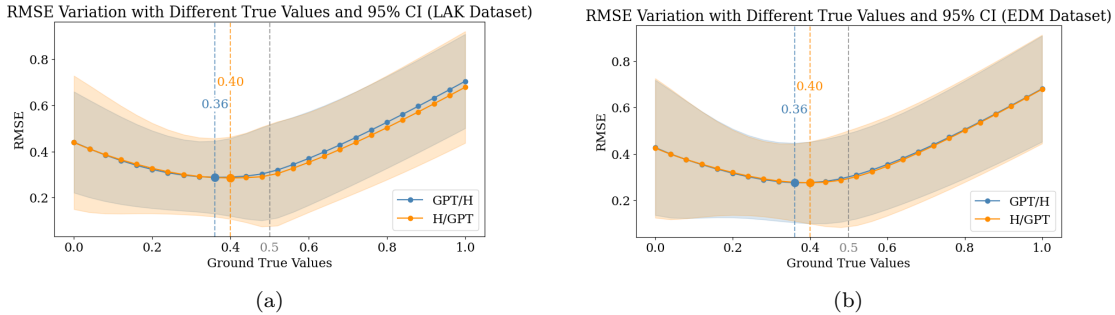 RMSE Variation with Different True Values and 95% CI (LAK Dataset)
0.8
0.6
0.4
0.2
RMSE
0.40
0.36
GPT/H
H/GPT
0.0
0.2
0.4
0.5
0.6
0.8
1.0
Ground True Values
(a)
RMSE Variation with Different True Values and 95% CI (EDM Dataset)
0.8
0.6
0.4
0.2
RMSE
0.40
0.36
GPT/H
H/GPT
0.0
0.2
0.4
0.5
0.6
0.8
1.0
Ground True Values
(b)